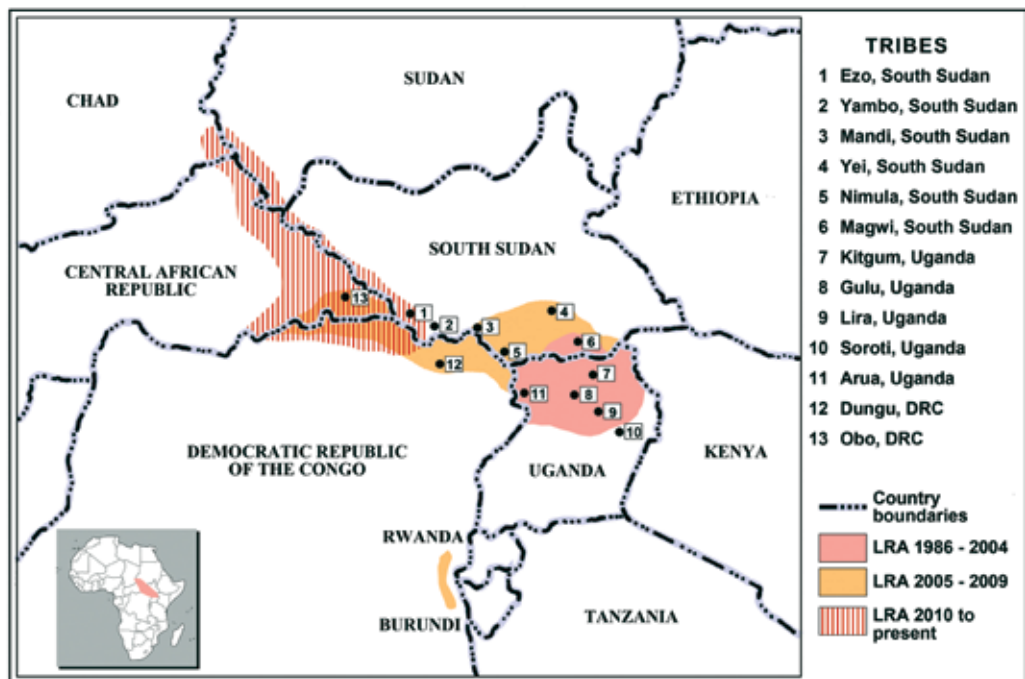 CHAD
SUDAN
ETHIOPIA
SOUTH SUDAN
CENTRAL AFRICAN
REPUBLIC
13
1
2
3
4
5
6
7
8
9
10
11
12
DEMOCRATIC REPUBLIC
OF THE CONGO
UGANDA
KENYA
RWANDA
BURUNDI
TANZANIA
TRIBES
1 Ezo, South Sudan
2 Yambo, South Sudan
3 Mandi, South Sudan
4 Yei, South Sudan
5 Nimula, South Sudan
6 Magwi, South Sudan
7 Kitgum, Uganda
8 Gulu, Uganda
9 Lira, Uganda
10 Soroti, Uganda
11 Arua, Uganda
12 Dungu, DRC
13 Obo, DRC
Country
boundaries
LRA 1986 - 2004
LRA 2005 - 2009
LRA 2010 to
present